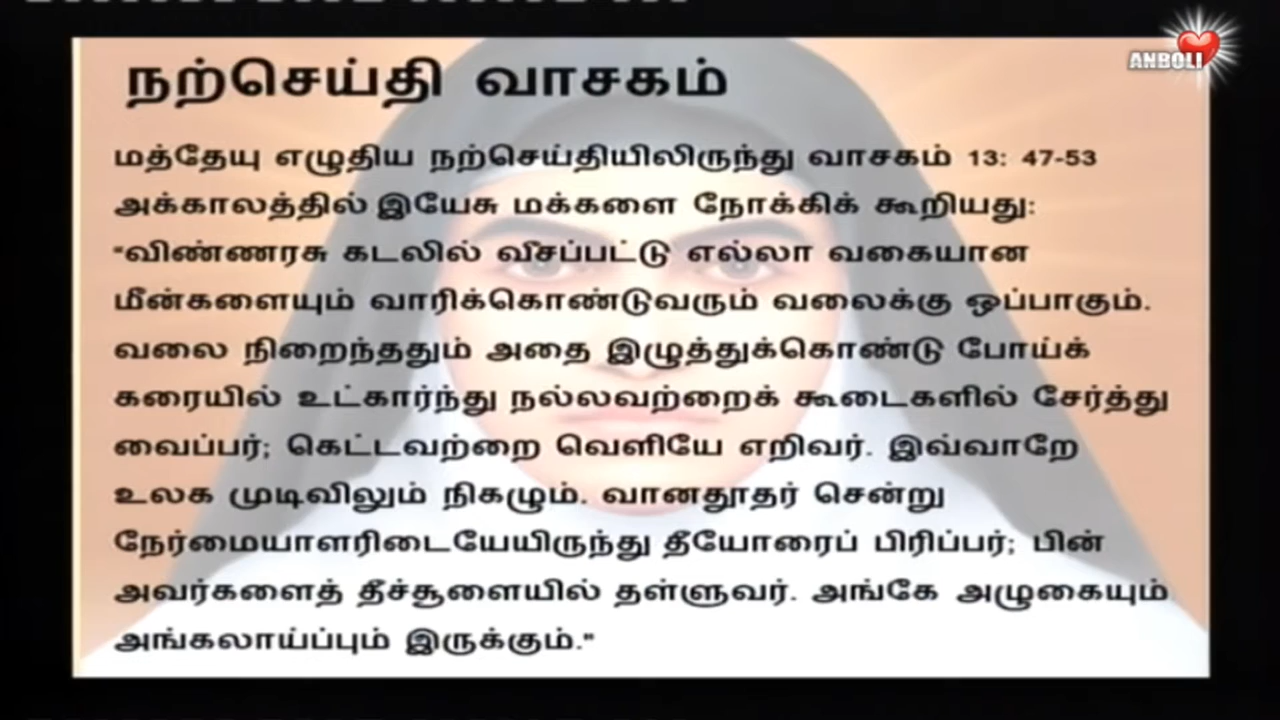 ANBOLI
நற்செய்தி வாசகம்
மத்தேயு எழுதிய நற்செய்தியிலிருந்து வாசகம் 13: 47-53
அக்காலத்தில் இயேசு மக்களை நோக்கிக் கூறியது:
“விண்ணரசு கடலில் வீசப்பட்டு எல்லா வகையான
மீன்களையும் வாரிக்கொண்டுவரும் வலைக்கு ஒப்பாகும்.
வலை நிறைந்ததும் அதை இழுத்துக்கொண்டு போய்க்
கரையில் உட்கார்ந்து நல்லவற்றைக் கூடைகளில் சேர்த்து
வைப்பர்; கெட்டவற்றை வெளியே எறிவர். இவ்வாறே
உலக முடிவிலும் நிகழும். வானதூதர் சென்று
நேர்மையாளரிடையேயிருந்து தீயோரைப் பிரிப்பர்; பின்
அவர்களைத் தீச்சூளையில் தள்ளுவர். அங்கே அழுகையும்
அங்கலாய்ப்பும் இருக்கும்."